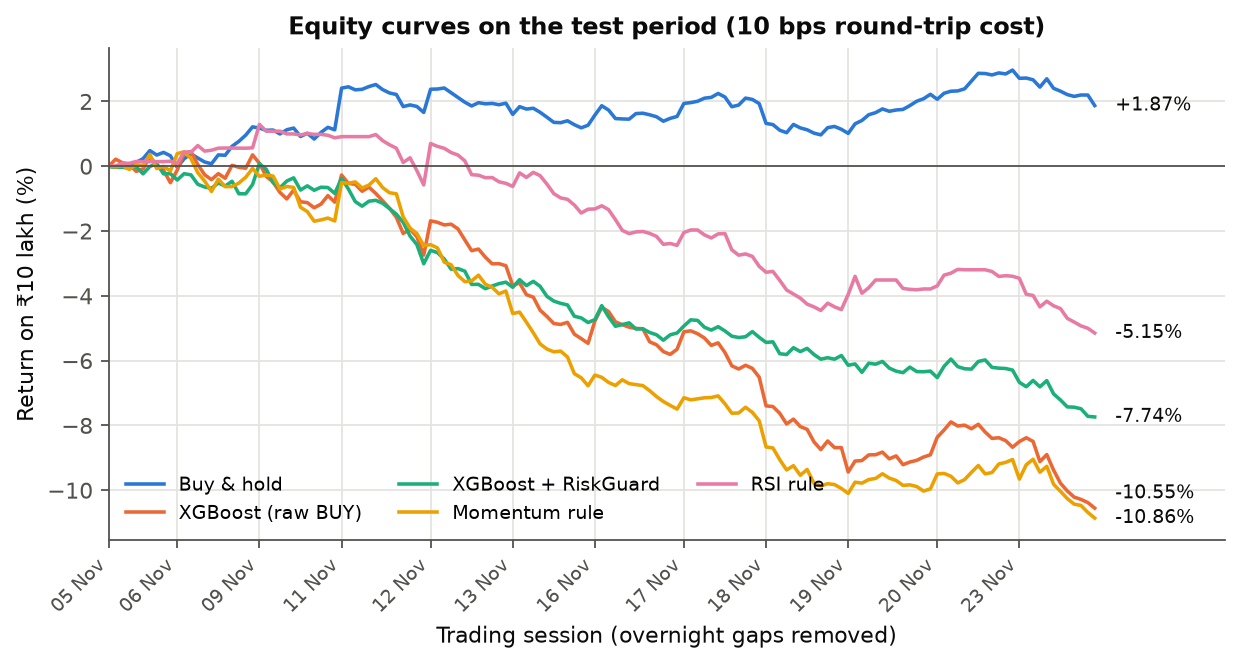 Equity curves on the test period (10 bps round-trip cost)
Return on ₹10 lakh (%)
2
0
−2
−4
−6
−8
−10
+1.87%
-5.15%
-7.74%
-10.55%
-10.86%
Buy & hold
XGBoost (raw BUY)
XGBoost + RiskGuard
Momentum rule
RSI rule
05 Nov
06 Nov
09 Nov
11 Nov
12 Nov
13 Nov
16 Nov
17 Nov
18 Nov
19 Nov
20 Nov
23 Nov
Trading session (overnight gaps removed)